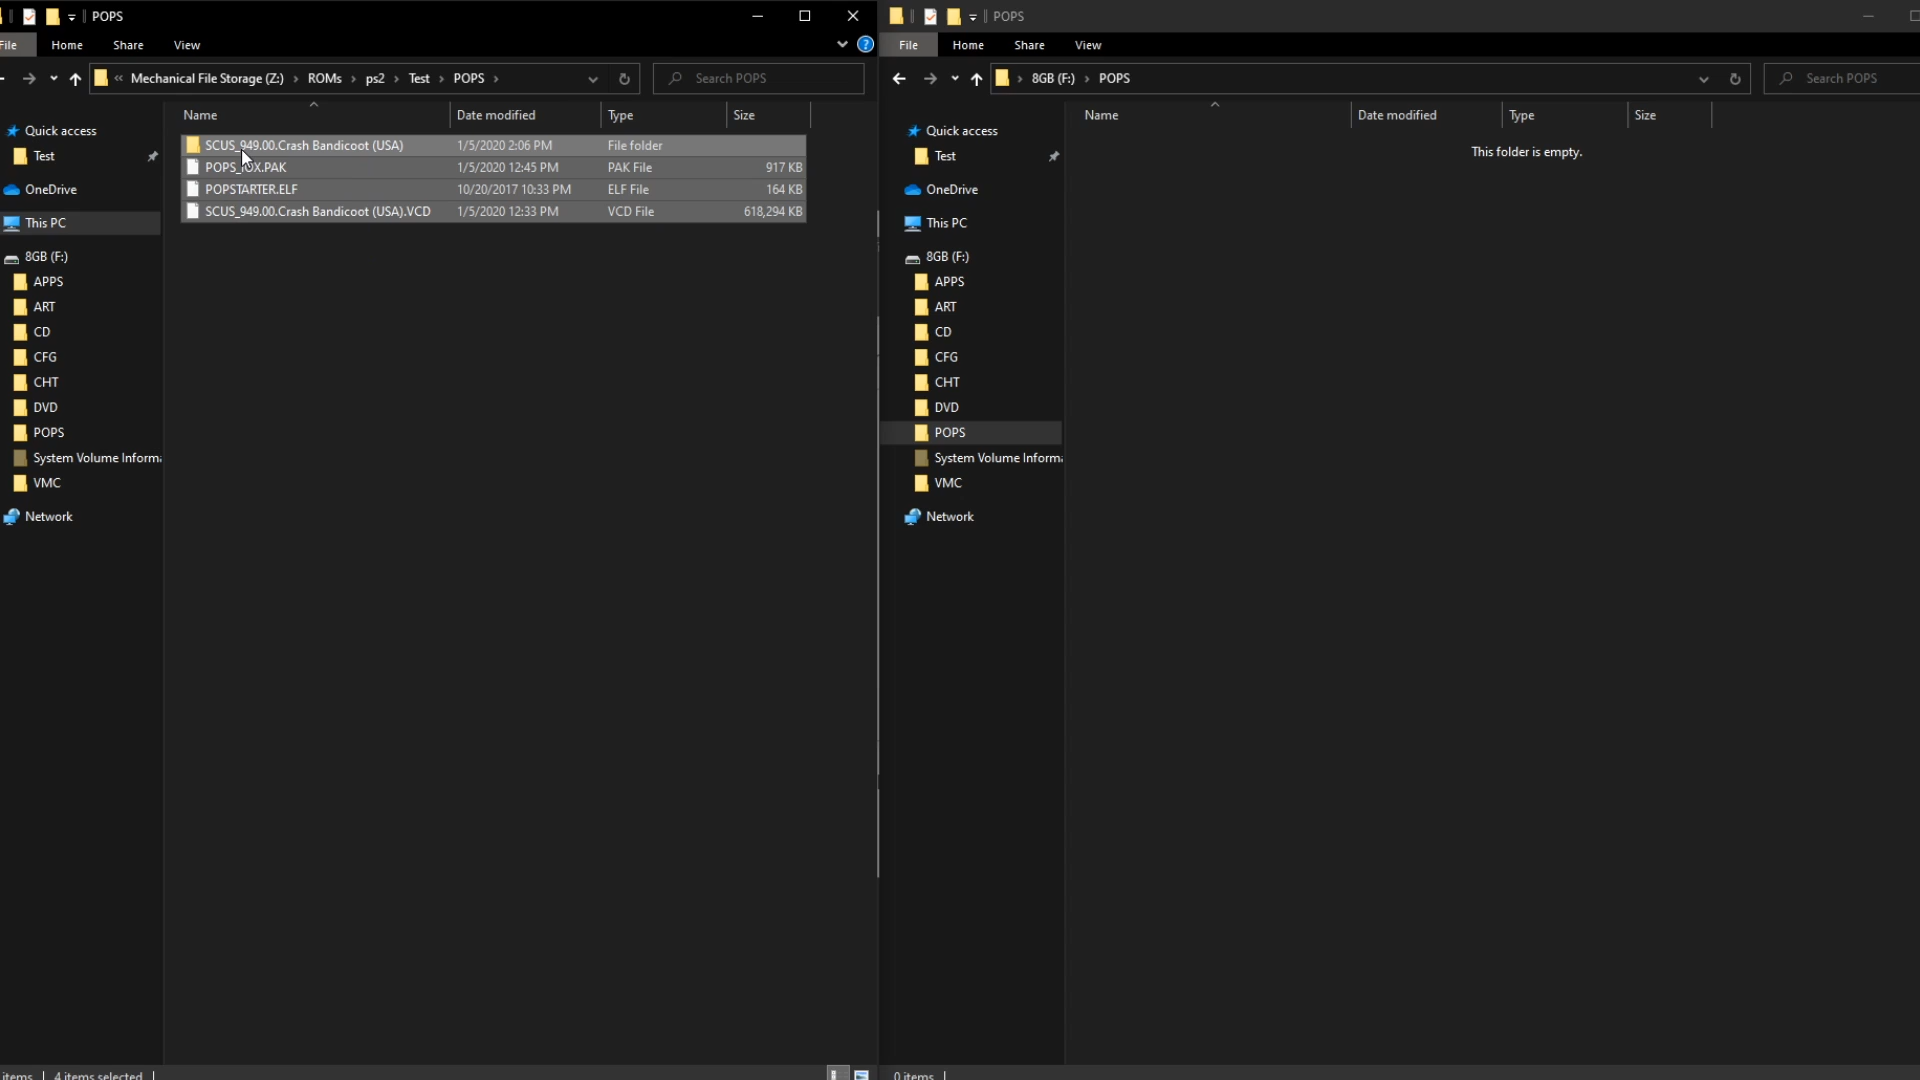 POPS
File Home Share View
Mechanical File Storage (Z:) › ROMs › ps2 › Test › POPS ›
Search POPS
Name Date modified Type Size
Quick access
Test
OneDrive
This PC
8GB (F:)
APPS
ART
CD
CFG
CHT
DVD
POPS
System Volume Informa
VMC
Network
SCUS_949.00.Crash Bandicoot (USA) 1/5/2020 2:06 PM File folder
1/5/2020 12:45 PM PAK File 917 KB
POPSTARTER.ELF 10/20/2017 10:33 PM ELF File 164 KB
SCUS_949.00.Crash Bandicoot (USA).VCD 1/5/2020 12:33 PM VCD File 618,294 KB
items 4 items selected
POPS
File Home Share View
8GB (F:) › POPS
Search POPS
Name Date modified Type Size
Quick access
Test
OneDrive
This PC
8GB (F:)
APPS
ART
CD
CFG
CHT
DVD
POPS
System Volume Informa
VMC
Network
This folder is empty.
0 items